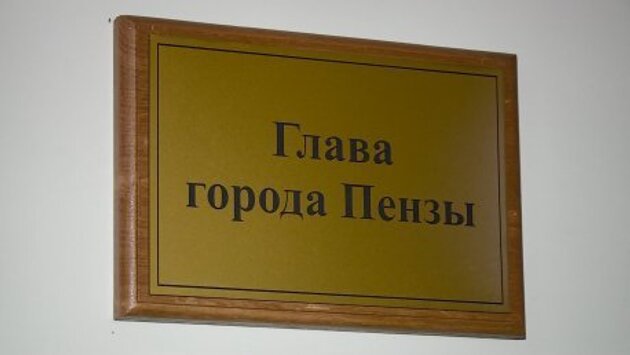 Глава
города Пензы